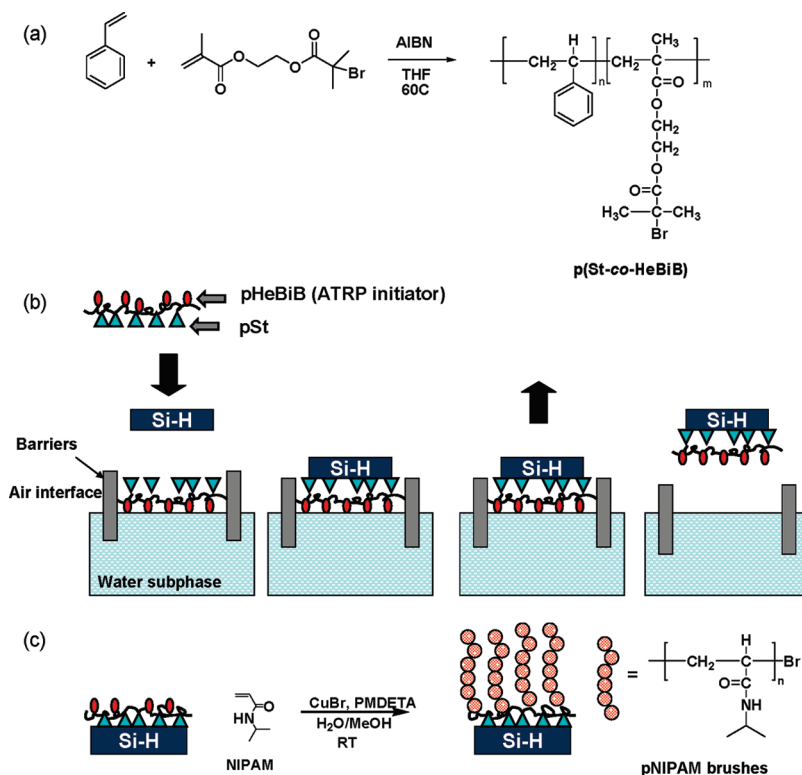 (a)
+
O
O
O
O
Br
AIBN
THF
60C
CH₂
H
C
n
CH₂
CH₃
C
m
C=O
O
CH₂
CH₂
O
O=C
H₃C-C-CH₃
Br
p(St-co-HeBiB)
(b)
pHeBiB (ATRP initiator)
pSt
Si-H
Si-H
Si-H
Si-H
Barriers
Air interface
Water subphase
(c)
Si-H
O
HN
NIPAM
CuBr, PMDETA
H₂O/MeOH
RT
Si-H
=
CH₂
H
C
n
Br
O=C
N-H
pNIPAM brushes